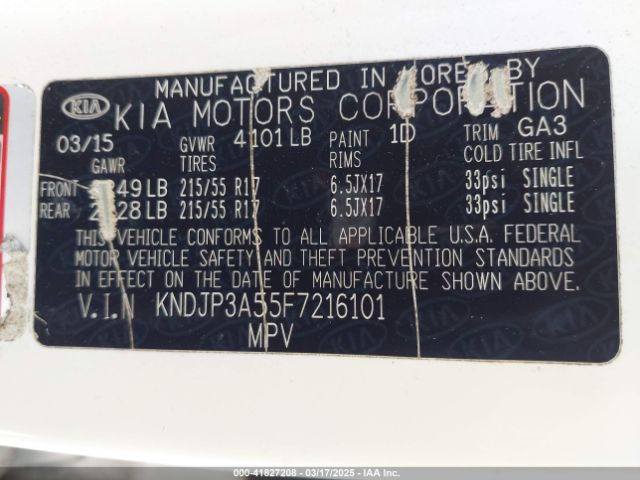 MANUFACTURED IN KOREA BY
KIA KIA MOTORS CORPORATION
03/15 GVWR 4101 LB PAINT 1D TRIM GA3
GAWR TIRES RIMS COLD TIRE INFL
FRONT 215/55 R17 6.5JX17 33psi SINGLE
REAR 215/55 R17 6.5JX17 33psi SINGLE
THIS VEHICLE CONFORMS TO ALL APPLICABLE U.S.A. FEDERAL
MOTOR VEHICLE SAFETY AND THEFT PREVENTION STANDARDS
IN EFFECT ON THE DATE OF MANUFACTURE SHOWN ABOVE.
V.I.N KNDJP3A55F7216101
MPV
000-41827208 - 03/17/2025 - IAAI.COM